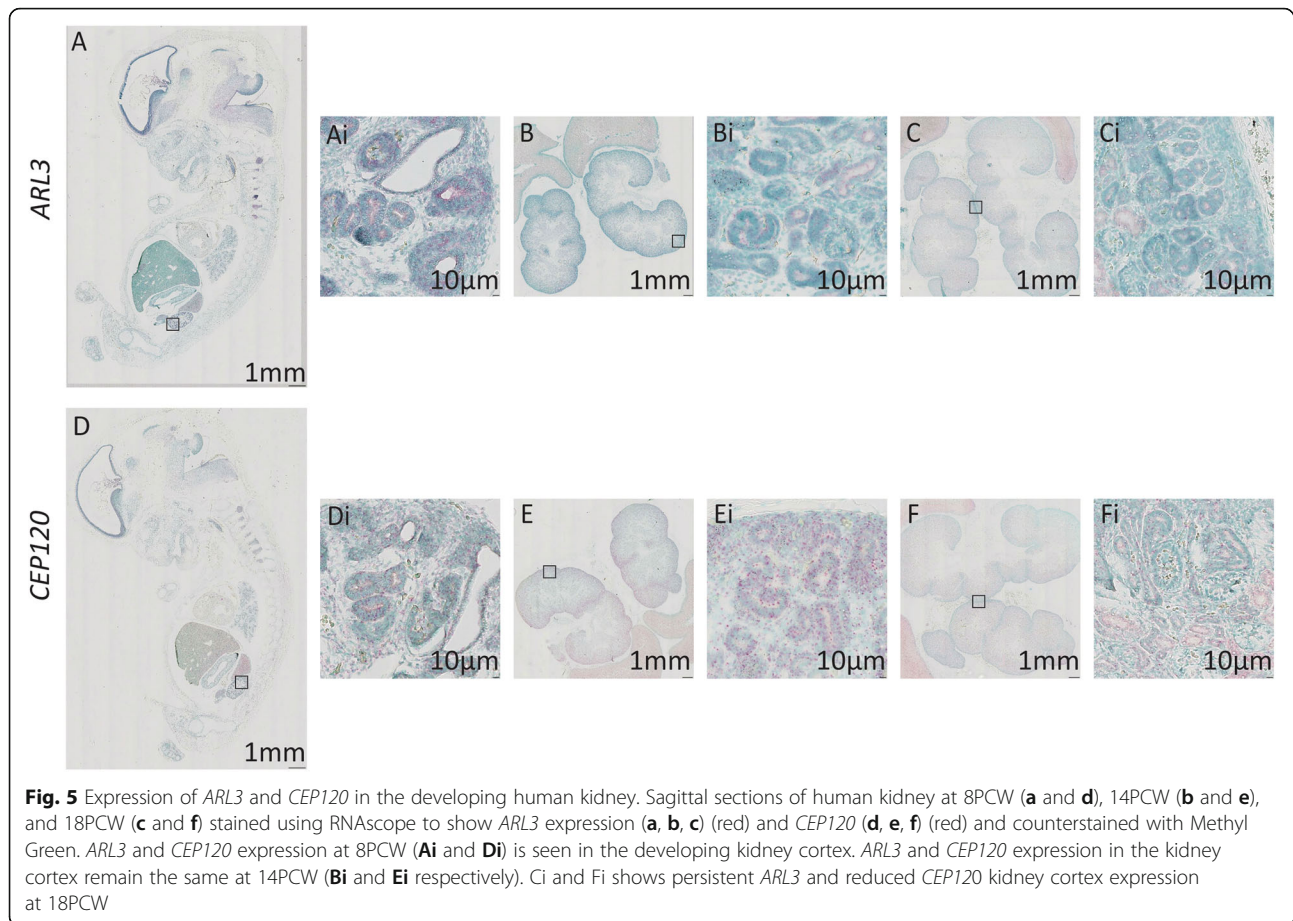 A
ARL3
1mm
Ai
10μm
B
1mm
Bi
10μm
C
1mm
Ci
10μm
D
CEP120
1mm
Di
10μm
E
1mm
Ei
10μm
F
1mm
Fi
10μm
Fig. 5 Expression of ARL3 and CEP120 in the developing human kidney. Sagittal sections of human kidney at 8PCW (a and d), 14PCW (b and e),
and 18PCW (c and f) stained using RNAscope to show ARL3 expression (a, b, c) (red) and CEP120 (d, e, f) (red) and counterstained with Methyl
Green. ARL3 and CEP120 expression at 8PCW (Ai and Di) is seen in the developing kidney cortex. ARL3 and CEP120 expression in the kidney
cortex remain the same at 14PCW (Bi and Ei respectively). Ci and Fi shows persistent ARL3 and reduced CEP120 kidney cortex expression
at 18PCW